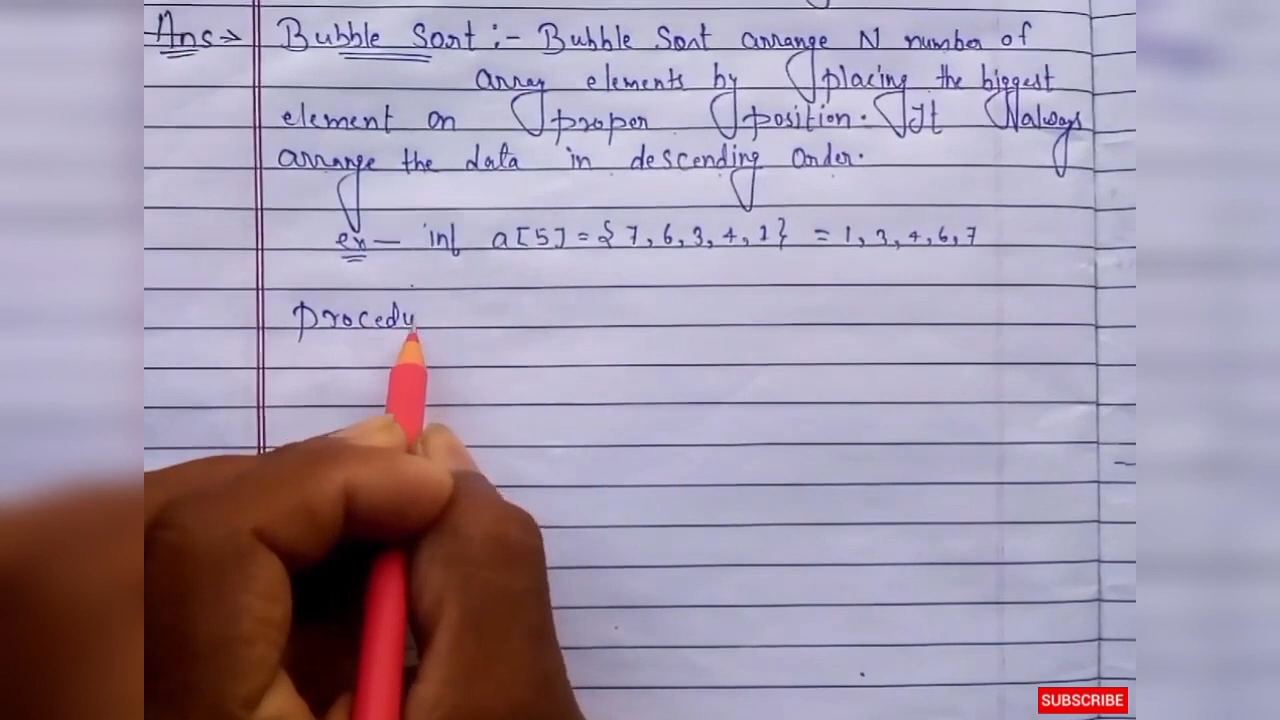 Ans→ Bubble Sort :- Bubble Sort arrange N number of
array elements by placing the biggest
element on proper position. It always
arrange the data in descending order.
ex — int a[5] = {7, 6, 3, 4, 1} = 1, 3, 4, 6, 7
Procedu
SUBSCRIBE